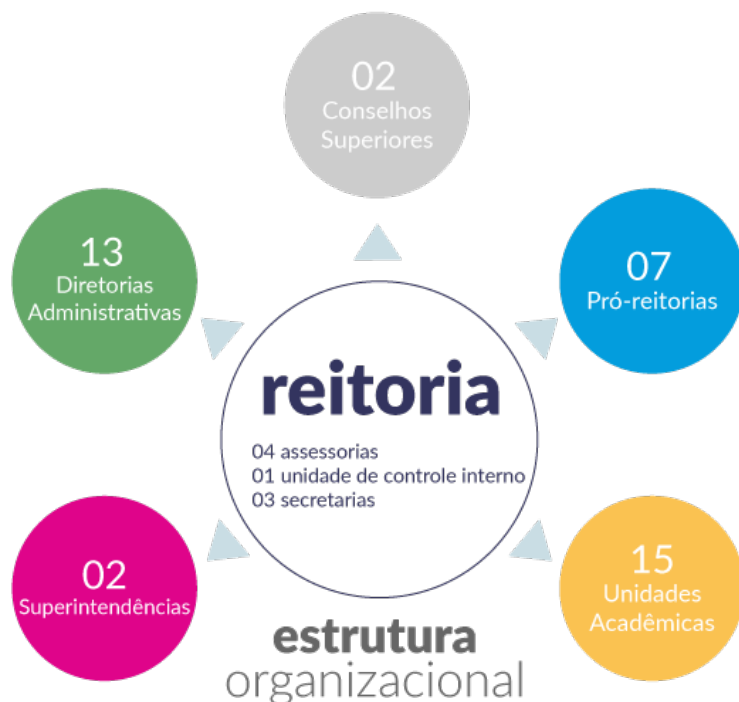 02
Conselhos
Superiores
13
Diretorias
Administrativas
07
Pró-reitorias
reitoria
04 assessorias
01 unidade de controle interno
03 secretarias
02
Superintendências
15
Unidades
Acadêmicas
estrutura
organizacional